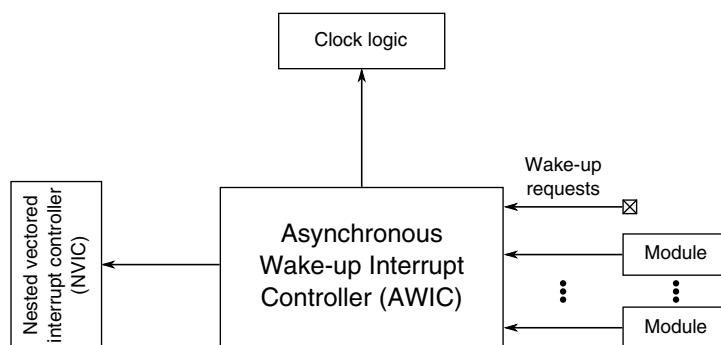 Clock logic
Wake-up
requests
Asynchronous
Wake-up Interrupt
Controller (AWIC)
Nested vectored
interrupt controller
(NVIC)
Module
Module